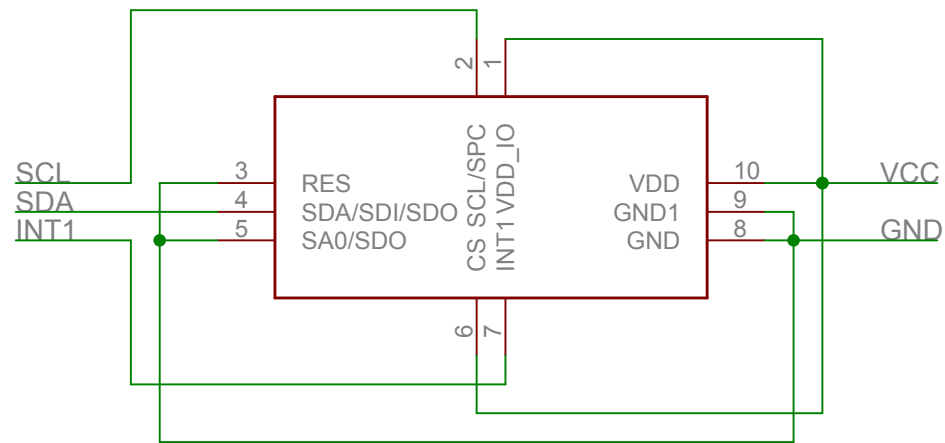 2 1
SCL 3 RES VDD 10 VCC
SDA 4 SDA/SDI/SDO GND1 9
INT1 5 SA0/SDO GND 8 GND
CS SCL/SPC
INT1 VDD_IO
6 7